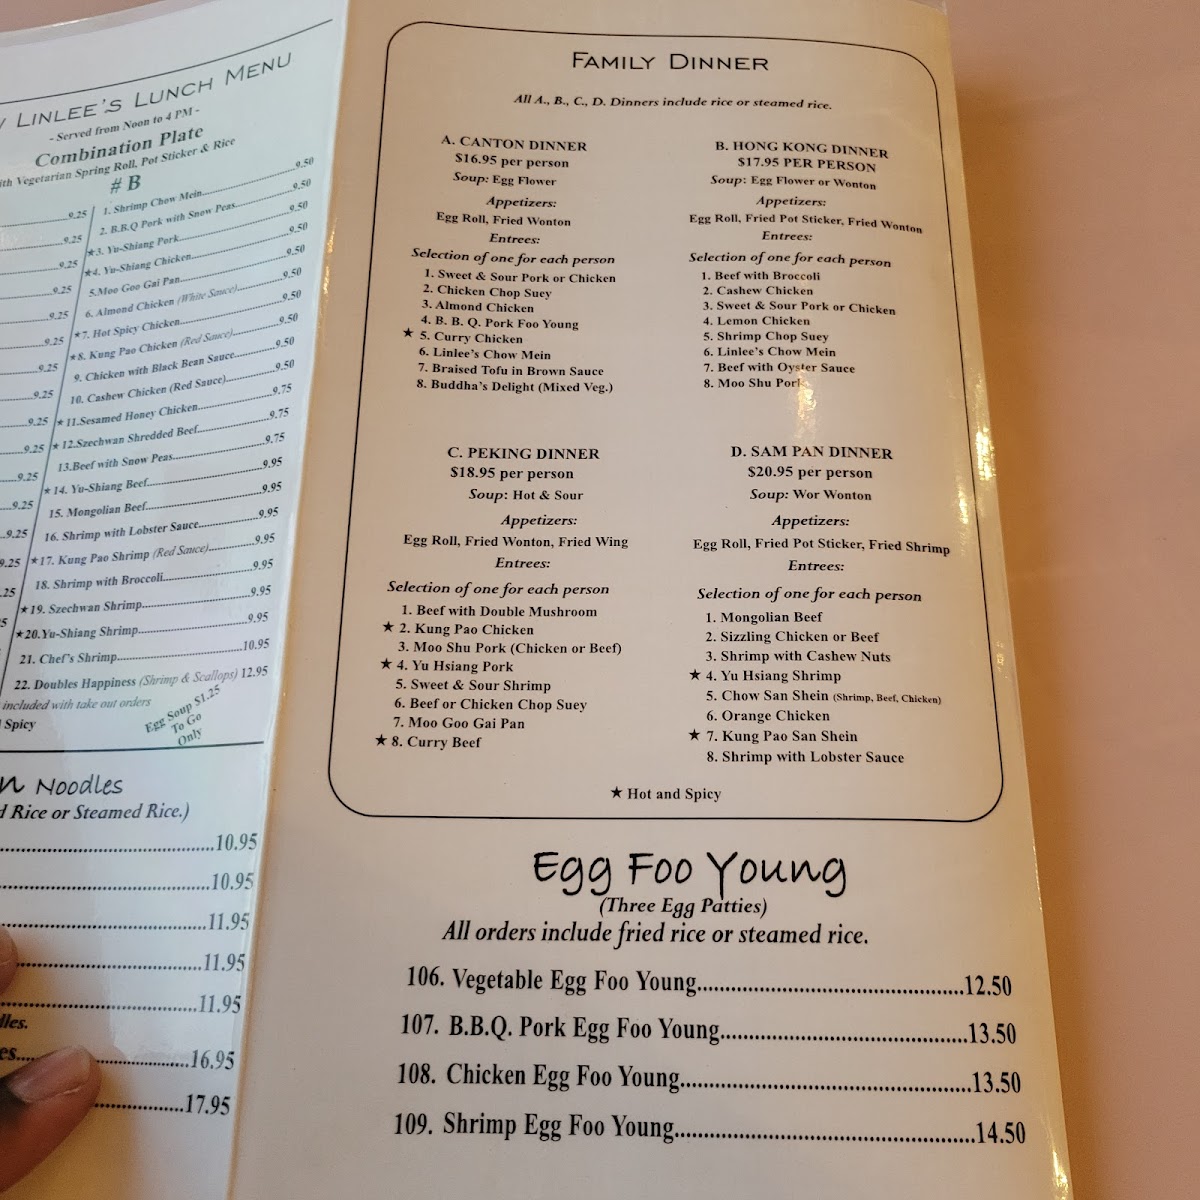 LINLEE'S LUNCH MENU
- Served from Noon to 4 PM -
Combination Plate
Vegetarian Spring Roll, Pot Sticker & Rice
# B
1. Shrimp Chow Mein...9.50
2. B.B.Q Pork with Snow Peas...9.50
★3. Yu-Shiang Pork...9.50
★4. Yu-Shiang Chicken...9.50
5.Moo Goo Gai Pan...9.50
6. Almond Chicken (White Sauce)...9.50
★7. Hot Spicy Chicken...9.50
★8. Kung Pao Chicken (Red Sauce)...9.50
9. Chicken with Black Bean Sauce...9.50
10. Cashew Chicken (Red Sauce)...9.50
★11.Sesamed Honey Chicken...9.75
★12.Szechwan Shredded Beef...9.75
13.Beef with Snow Peas...9.75
★14. Yu-Shiang Beef...9.95
15. Mongolian Beef...9.95
16. Shrimp with Lobster Sauce...9.95
★17. Kung Pao Shrimp (Red Sauce)...9.95
18. Shrimp with Broccoli...9.95
★19. Szechwan Shrimp...9.95
★20.Yu-Shiang Shrimp...9.95
21. Chef's Shrimp...10.95
22. Doubles Happiness (Shrimp & Scallops) 12.95
included with take out orders
Spicy
Egg Soup $1.25
To Go
Only
9.25
9.25
9.25
9.25
9.25
9.25
9.25
9.25
9.25
9.25
9.25
9.25
9.25
9.25
Noodles
Rice or Steamed Rice.)
...10.95
...10.95
...11.95
...11.95
...11.95
...16.95
...17.95
FAMILY DINNER
All A., B., C., D. Dinners include rice or steamed rice.
A. CANTON DINNER
$16.95 per person
Soup: Egg Flower
Appetizers:
Egg Roll, Fried Wonton
Entrees:
Selection of one for each person
1. Sweet & Sour Pork or Chicken
2. Chicken Chop Suey
3. Almond Chicken
4. B. B. Q. Pork Foo Young
★ 5. Curry Chicken
6. Linlee's Chow Mein
7. Braised Tofu in Brown Sauce
8. Buddha's Delight (Mixed Veg.)
B. HONG KONG DINNER
$17.95 PER PERSON
Soup: Egg Flower or Wonton
Appetizers:
Egg Roll, Fried Pot Sticker, Fried Wonton
Entrees:
Selection of one for each person
1. Beef with Broccoli
2. Cashew Chicken
3. Sweet & Sour Pork or Chicken
4. Lemon Chicken
5. Shrimp Chop Suey
6. Linlee's Chow Mein
7. Beef with Oyster Sauce
8. Moo Shu Pork
C. PEKING DINNER
$18.95 per person
Soup: Hot & Sour
Appetizers:
Egg Roll, Fried Wonton, Fried Wing
Entrees:
Selection of one for each person
1. Beef with Double Mushroom
★ 2. Kung Pao Chicken
3. Moo Shu Pork (Chicken or Beef)
★ 4. Yu Hsiang Pork
5. Sweet & Sour Shrimp
6. Beef or Chicken Chop Suey
7. Moo Goo Gai Pan
★ 8. Curry Beef
D. SAM PAN DINNER
$20.95 per person
Soup: Wor Wonton
Appetizers:
Egg Roll, Fried Pot Sticker, Fried Shrimp
Entrees:
Selection of one for each person
1. Mongolian Beef
2. Sizzling Chicken or Beef
3. Shrimp with Cashew Nuts
★ 4. Yu Hsiang Shrimp
5. Chow San Shein (Shrimp, Beef, Chicken)
6. Orange Chicken
★ 7. Kung Pao San Shein
8. Shrimp with Lobster Sauce
★ Hot and Spicy
Egg Foo Young
(Three Egg Patties)
All orders include fried rice or steamed rice.
106. Vegetable Egg Foo Young...12.50
107. B.B.Q. Pork Egg Foo Young...13.50
108. Chicken Egg Foo Young...13.50
109. Shrimp Egg Foo Young...14.50